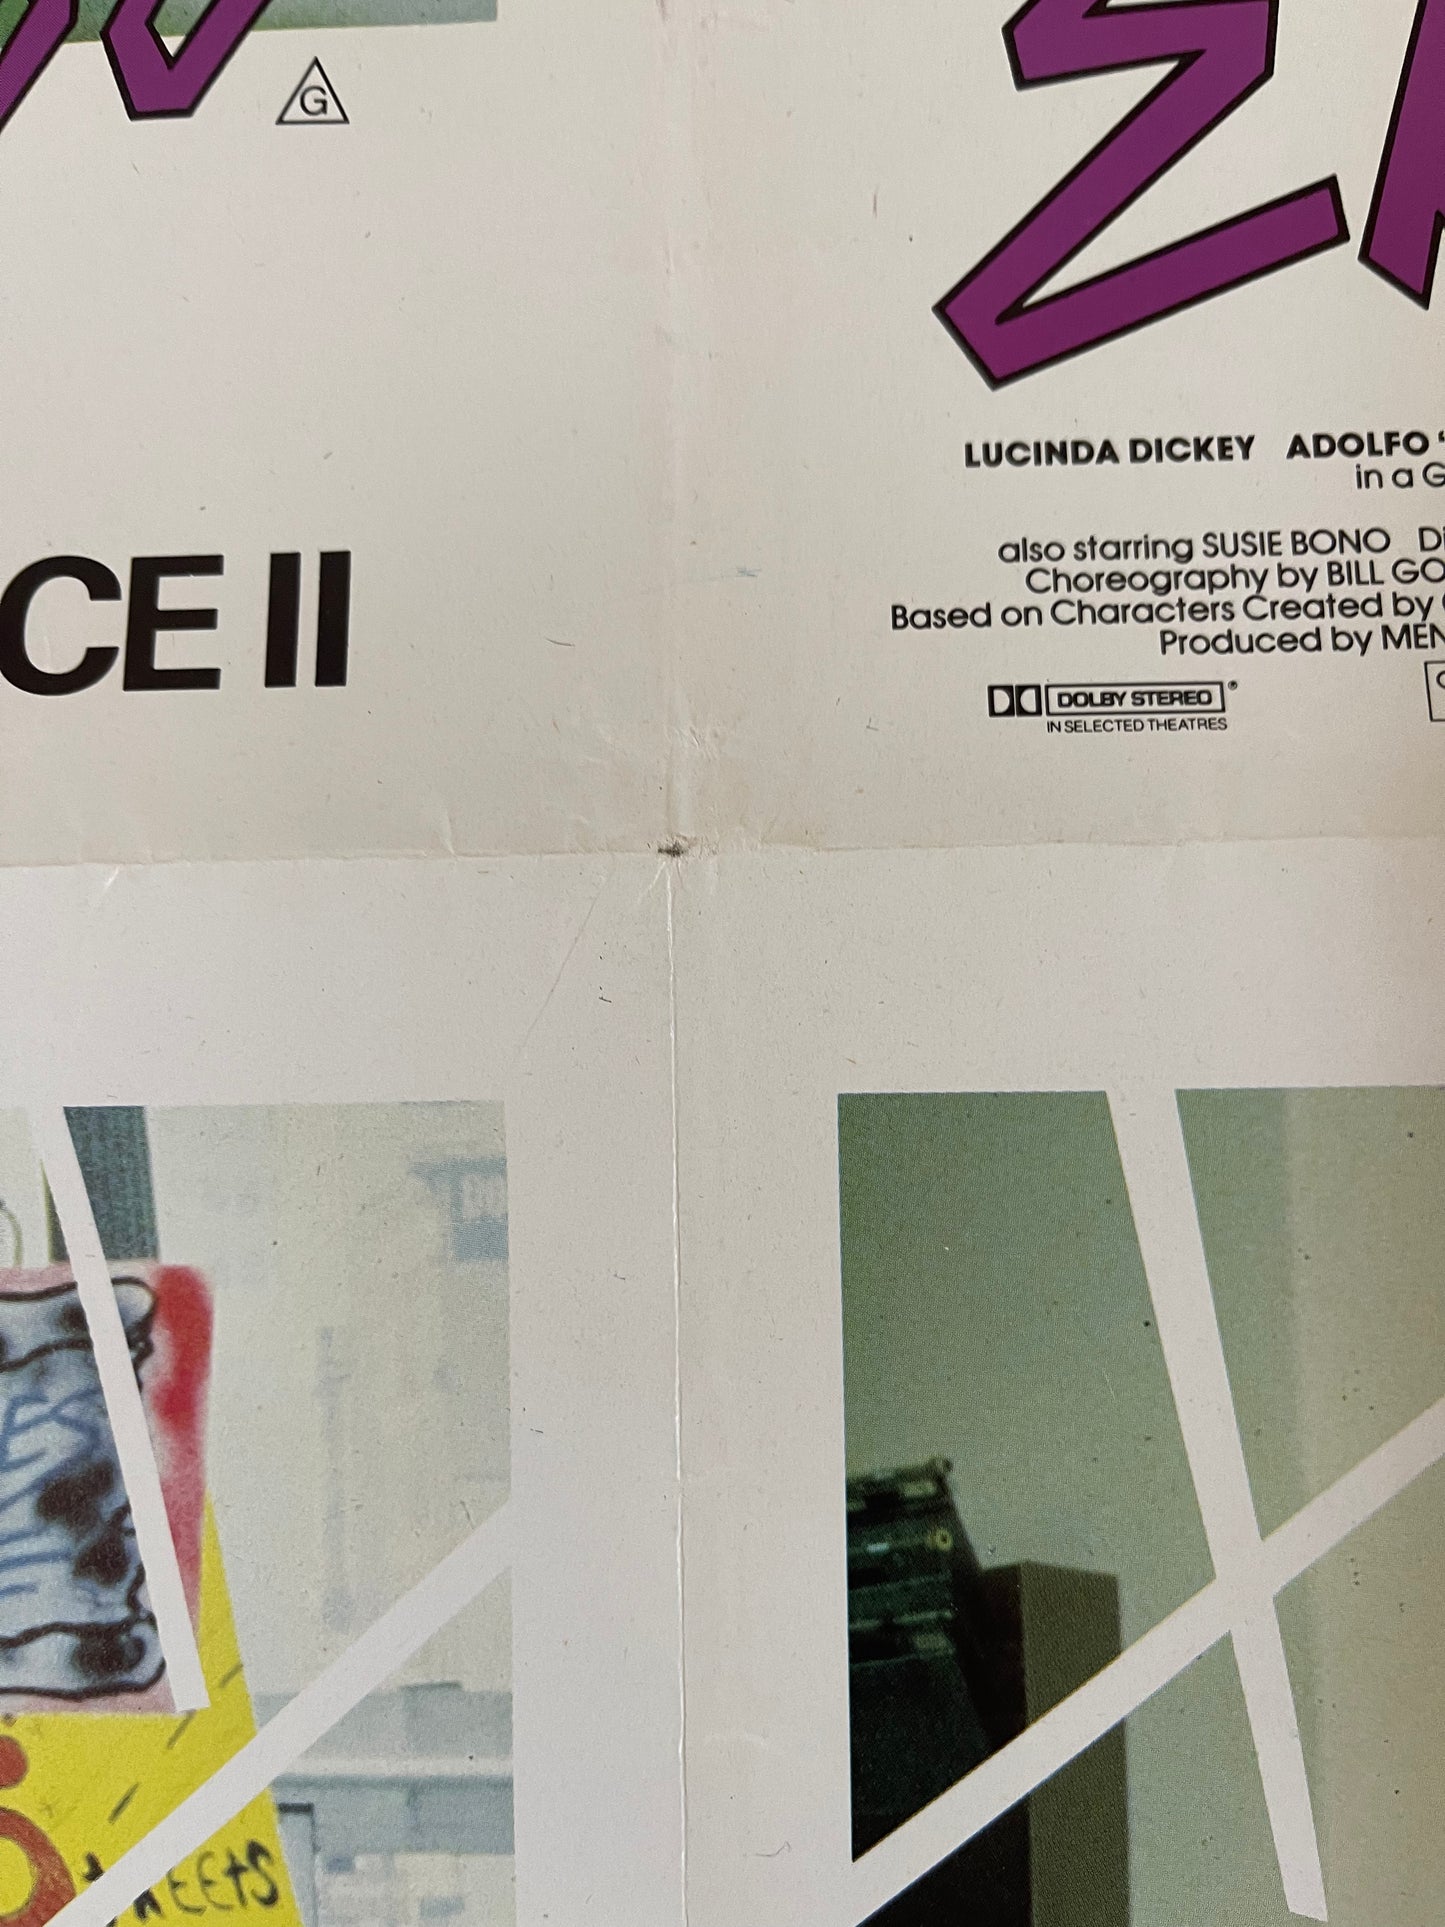 G
LUCINDA DICKEY ADOLFO "
in a G
CE II
also starring SUSIE BONO Di
Choreography by BILL GO
Based on Characters Created by
Produced by MEN
DOLBY STEREO
IN SELECTED THEATRES